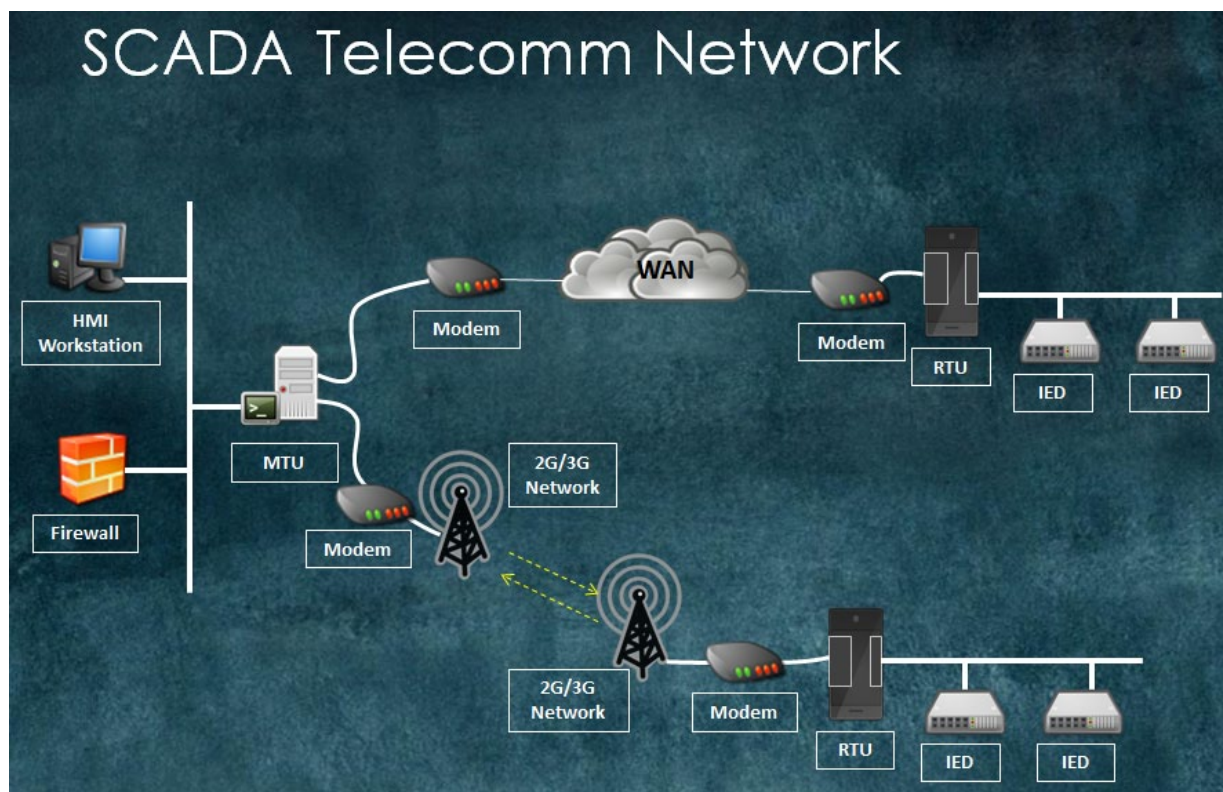 SCADA Telecomm Network
WAN
HMI
Workstation
Modem
Modem
RTU
IED
IED
MTU
2G/3G
Network
Firewall
Modem
2G/3G
Network
Modem
RTU
IED
IED